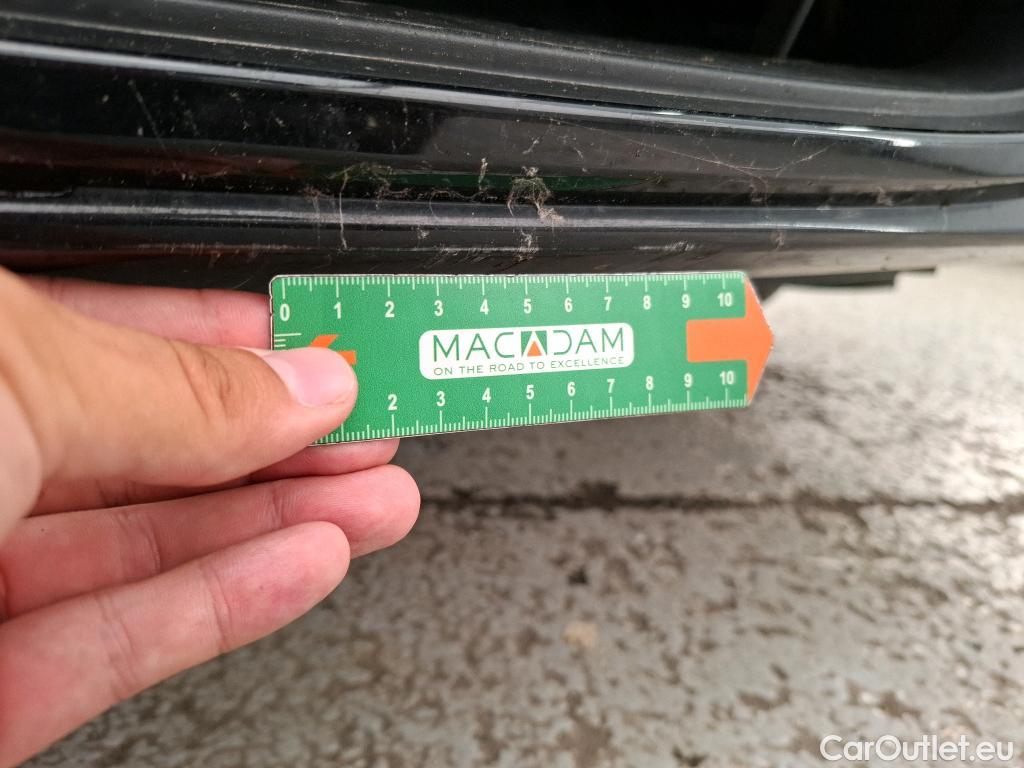 0 1 2 3 4 5 6 7 8 9 10
MACADAM
ON THE ROAD TO EXCELLENCE
2 3 4 5 6 7 8 9 10
CarOutlet.eu